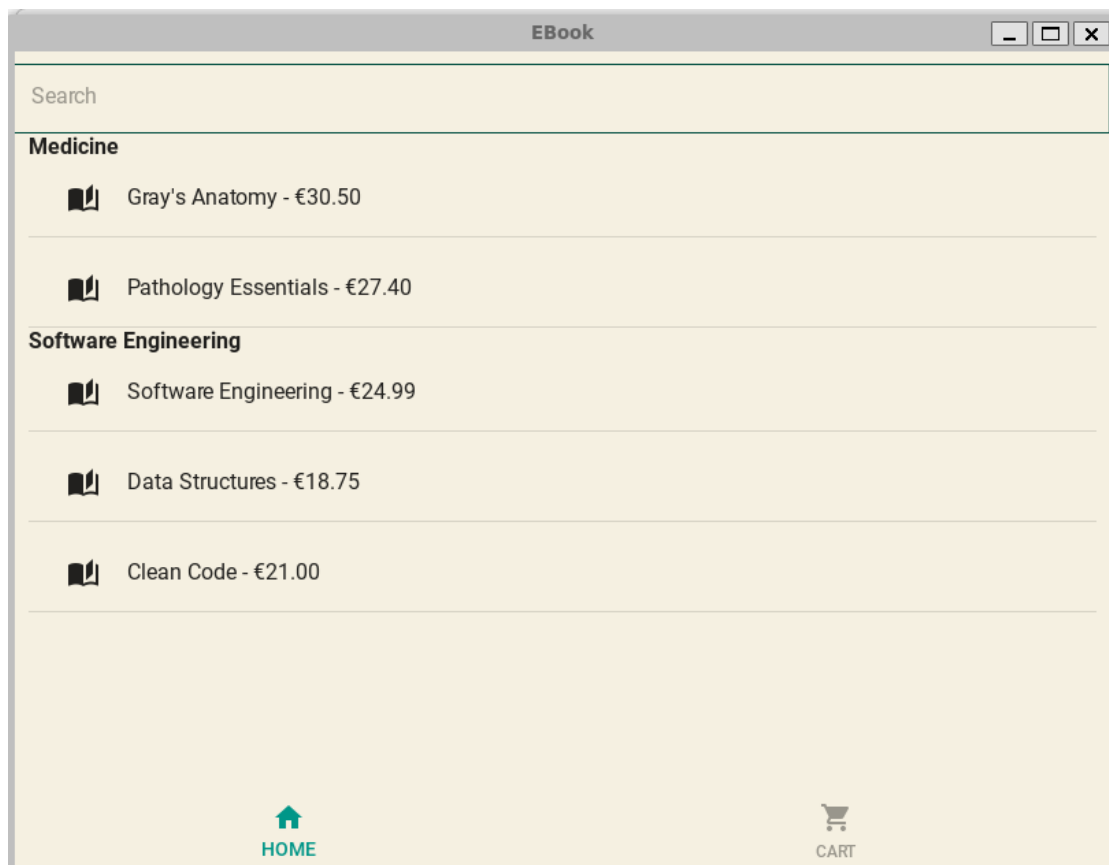 EBook
Search
Medicine
Gray's Anatomy - €30.50
Pathology Essentials - €27.40
Software Engineering
Software Engineering - €24.99
Data Structures - €18.75
Clean Code - €21.00
HOME
CART